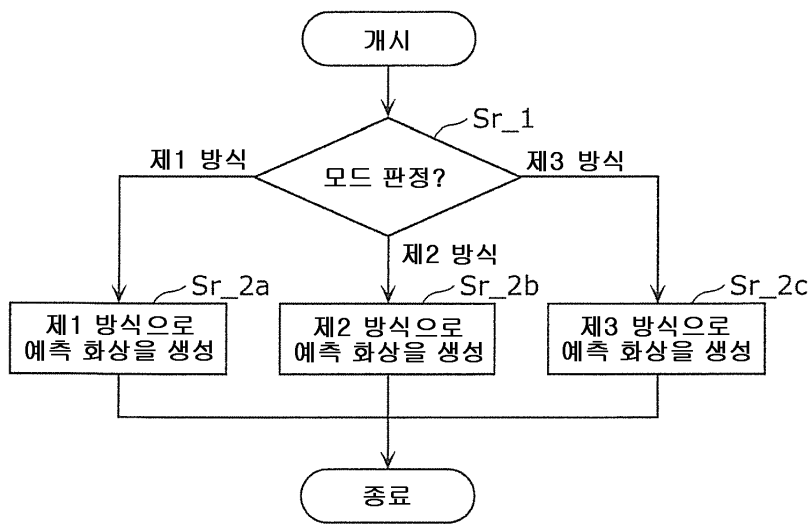 개시
Sr_1
제1 방식
모드 판정?
제3 방식
제2 방식
Sr_2a
Sr_2b
Sr_2c
제1 방식으로
예측 화상을 생성
제2 방식으로
예측 화상을 생성
제3 방식으로
예측 화상을 생성
종료